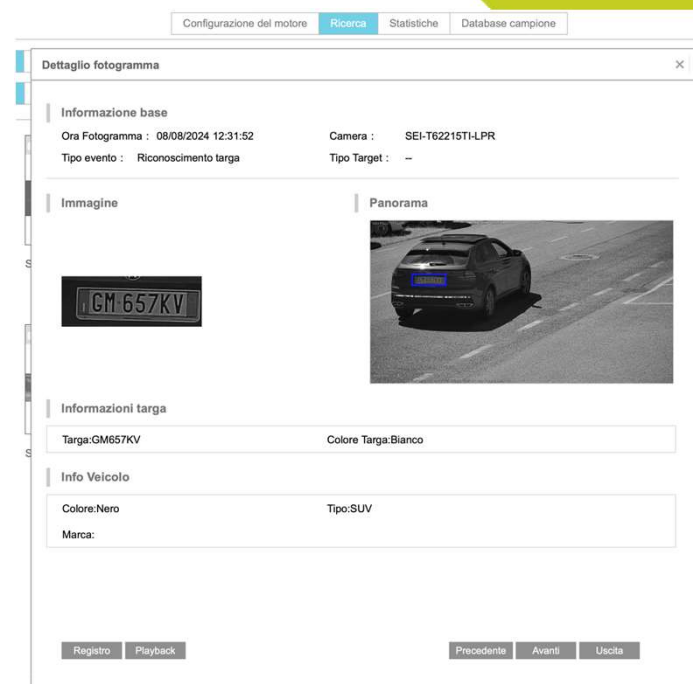 Configurazione del motore Ricerca Statistiche Database campione
Dettaglio fotogramma ×
Informazione base
Ora Fotogramma : 08/08/2024 12:31:52 Camera : SEI-T62215TI-LPR
Tipo evento : Riconoscimento targa Tipo Target : --
Immagine Panorama
GM 657KV
Informazioni targa
Targa:GM657KV Colore Targa:Bianco
Info Veicolo
Colore:Nero Tipo:SUV
Marca:
Registro Playback Precedente Avanti Uscita